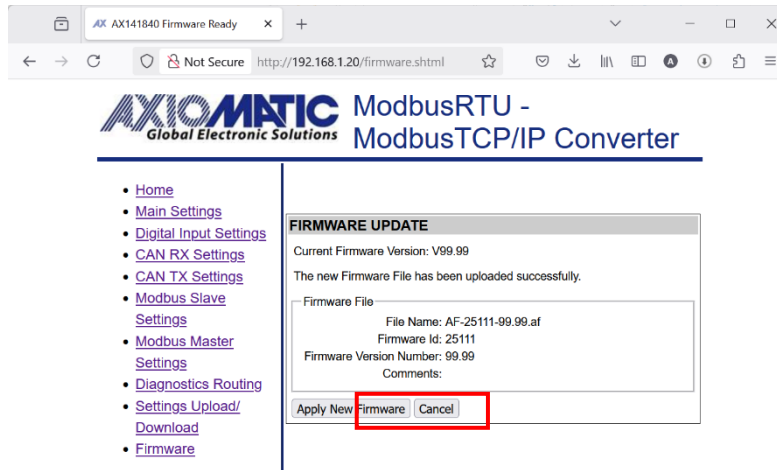 AX141840 Firmware Ready
Not Secure http://192.168.1.20/firmware.shtml
AXIOMATIC
Global Electronic Solutions
ModbusRTU -
ModbusTCP/IP Converter
Home
Main Settings
Digital Input Settings
CAN RX Settings
CAN TX Settings
Modbus Slave
Settings
Modbus Master
Settings
Diagnostics Routing
Settings Upload/
Download
Firmware
FIRMWARE UPDATE
Current Firmware Version: V99.99
The new Firmware File has been uploaded successfully.
Firmware File
File Name: AF-25111-99.99.af
Firmware Id: 25111
Firmware Version Number: 99.99
Comments:
Apply New Firmware Cancel